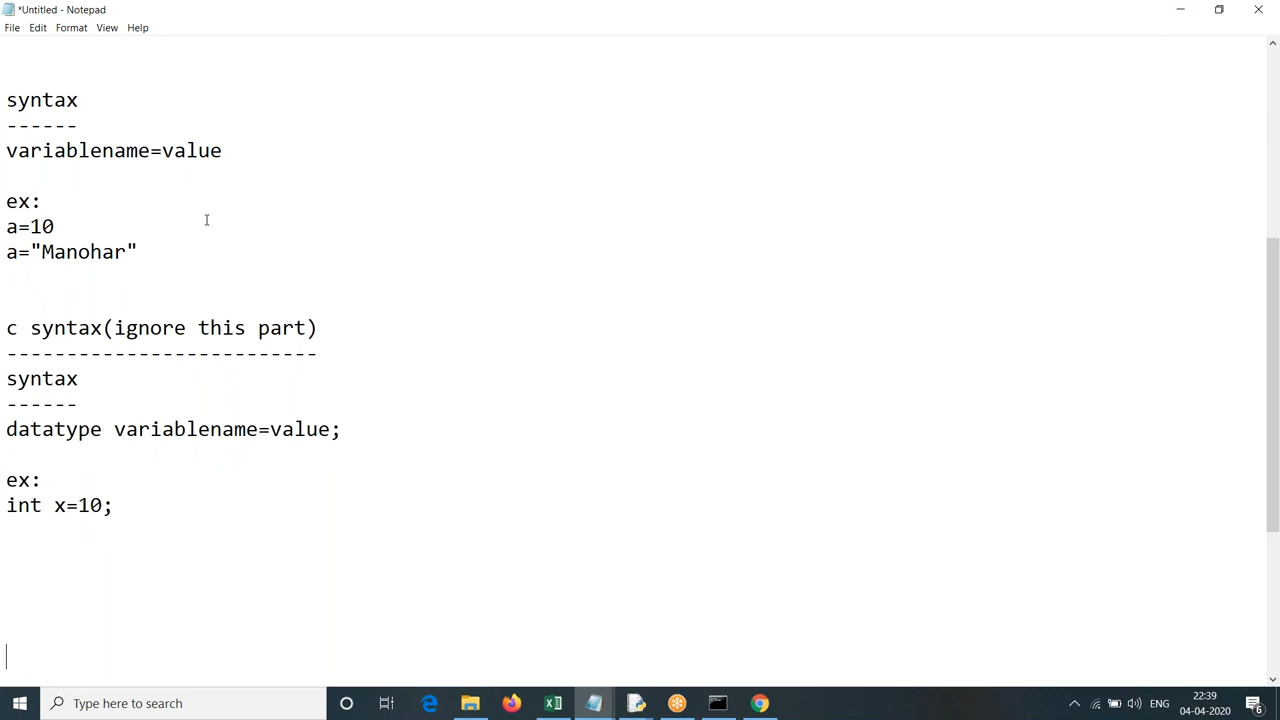 *Untitled - Notepad
File Edit Format View Help
syntax
------
variablename=value
ex:
a=10
a="Manohar"
c syntax(ignore this part)
--------------------------
syntax
------
datatype variablename=value;
ex:
int x=10;
Type here to search
ENG
22:39
04-04-2020
6